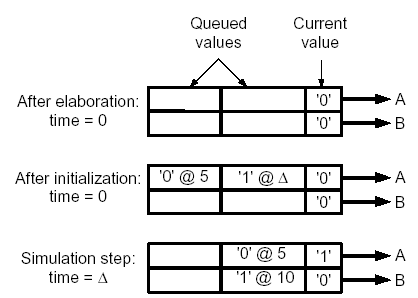 Queued values Current value
After elaboration: time = 0 '0' A
'0' B
After initialization: time = 0 '0' @ 5 '1' @ Δ '0' A
'0' B
Simulation step: time = Δ '0' @ 5 '1' A
'1' @ 10 '0' B